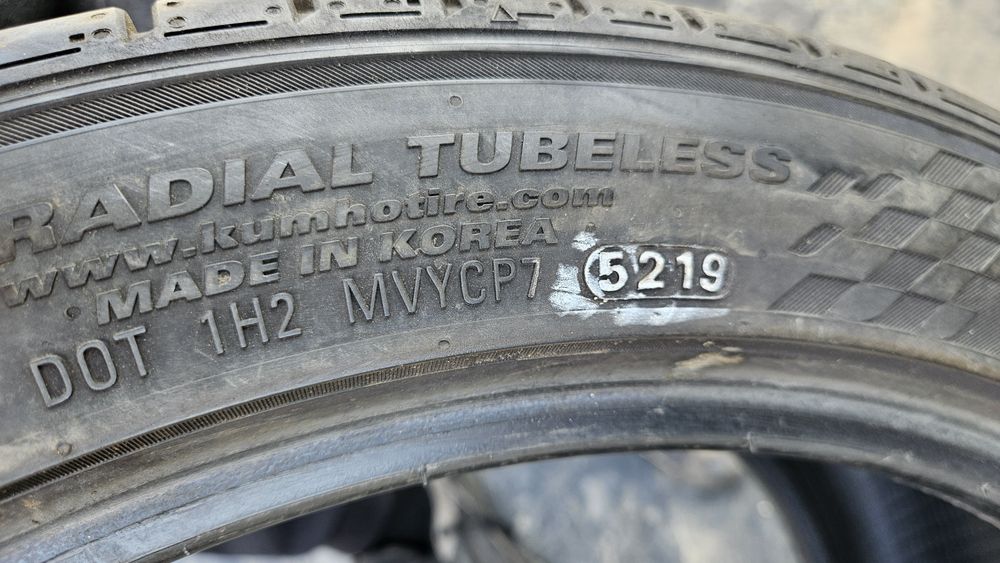 RADIAL TUBELESS
www.kumhotire.com
MADE IN KOREA
DOT 1H2 MVYCP7 5219